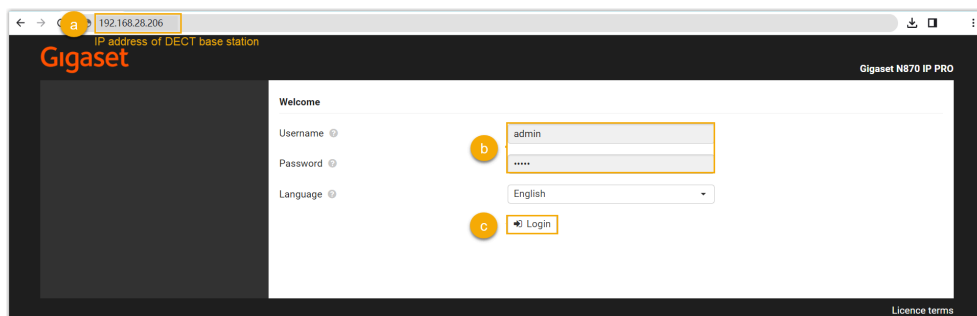 a 192.168.28.206
IP address of DECT base station
Gigaset
Gigaset N870 IP PRO
Welcome
Username admin
b
Password •••••
Language English
c Login
Licence terms